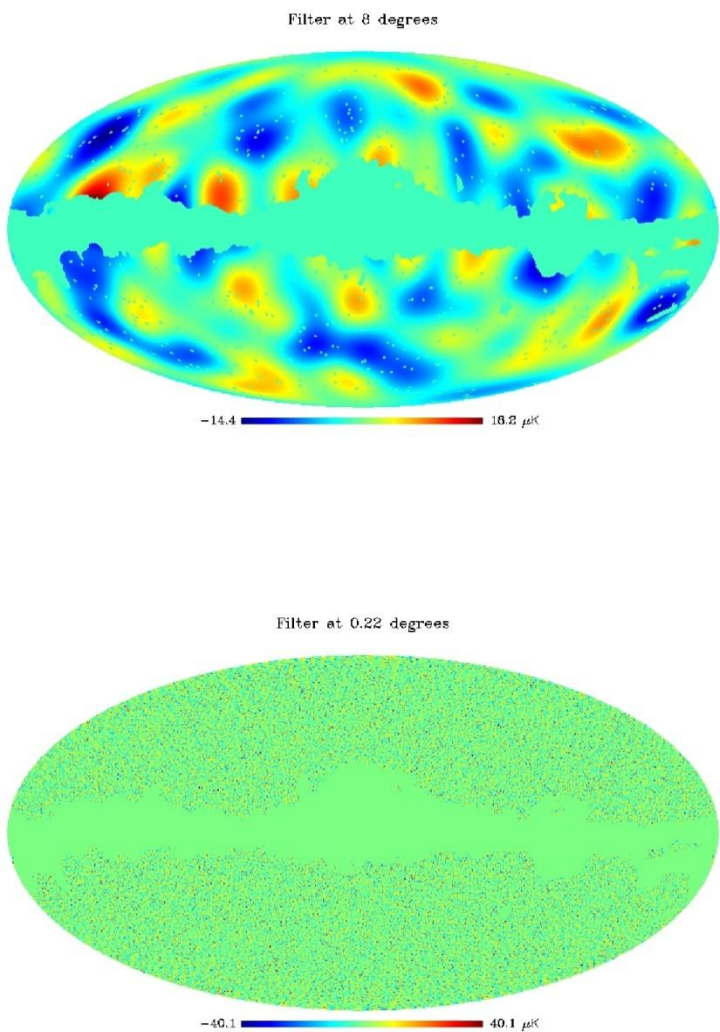 Filter at 8 degrees
−14.4 16.2 μK
Filter at 0.22 degrees
−40.1 40.1 μK